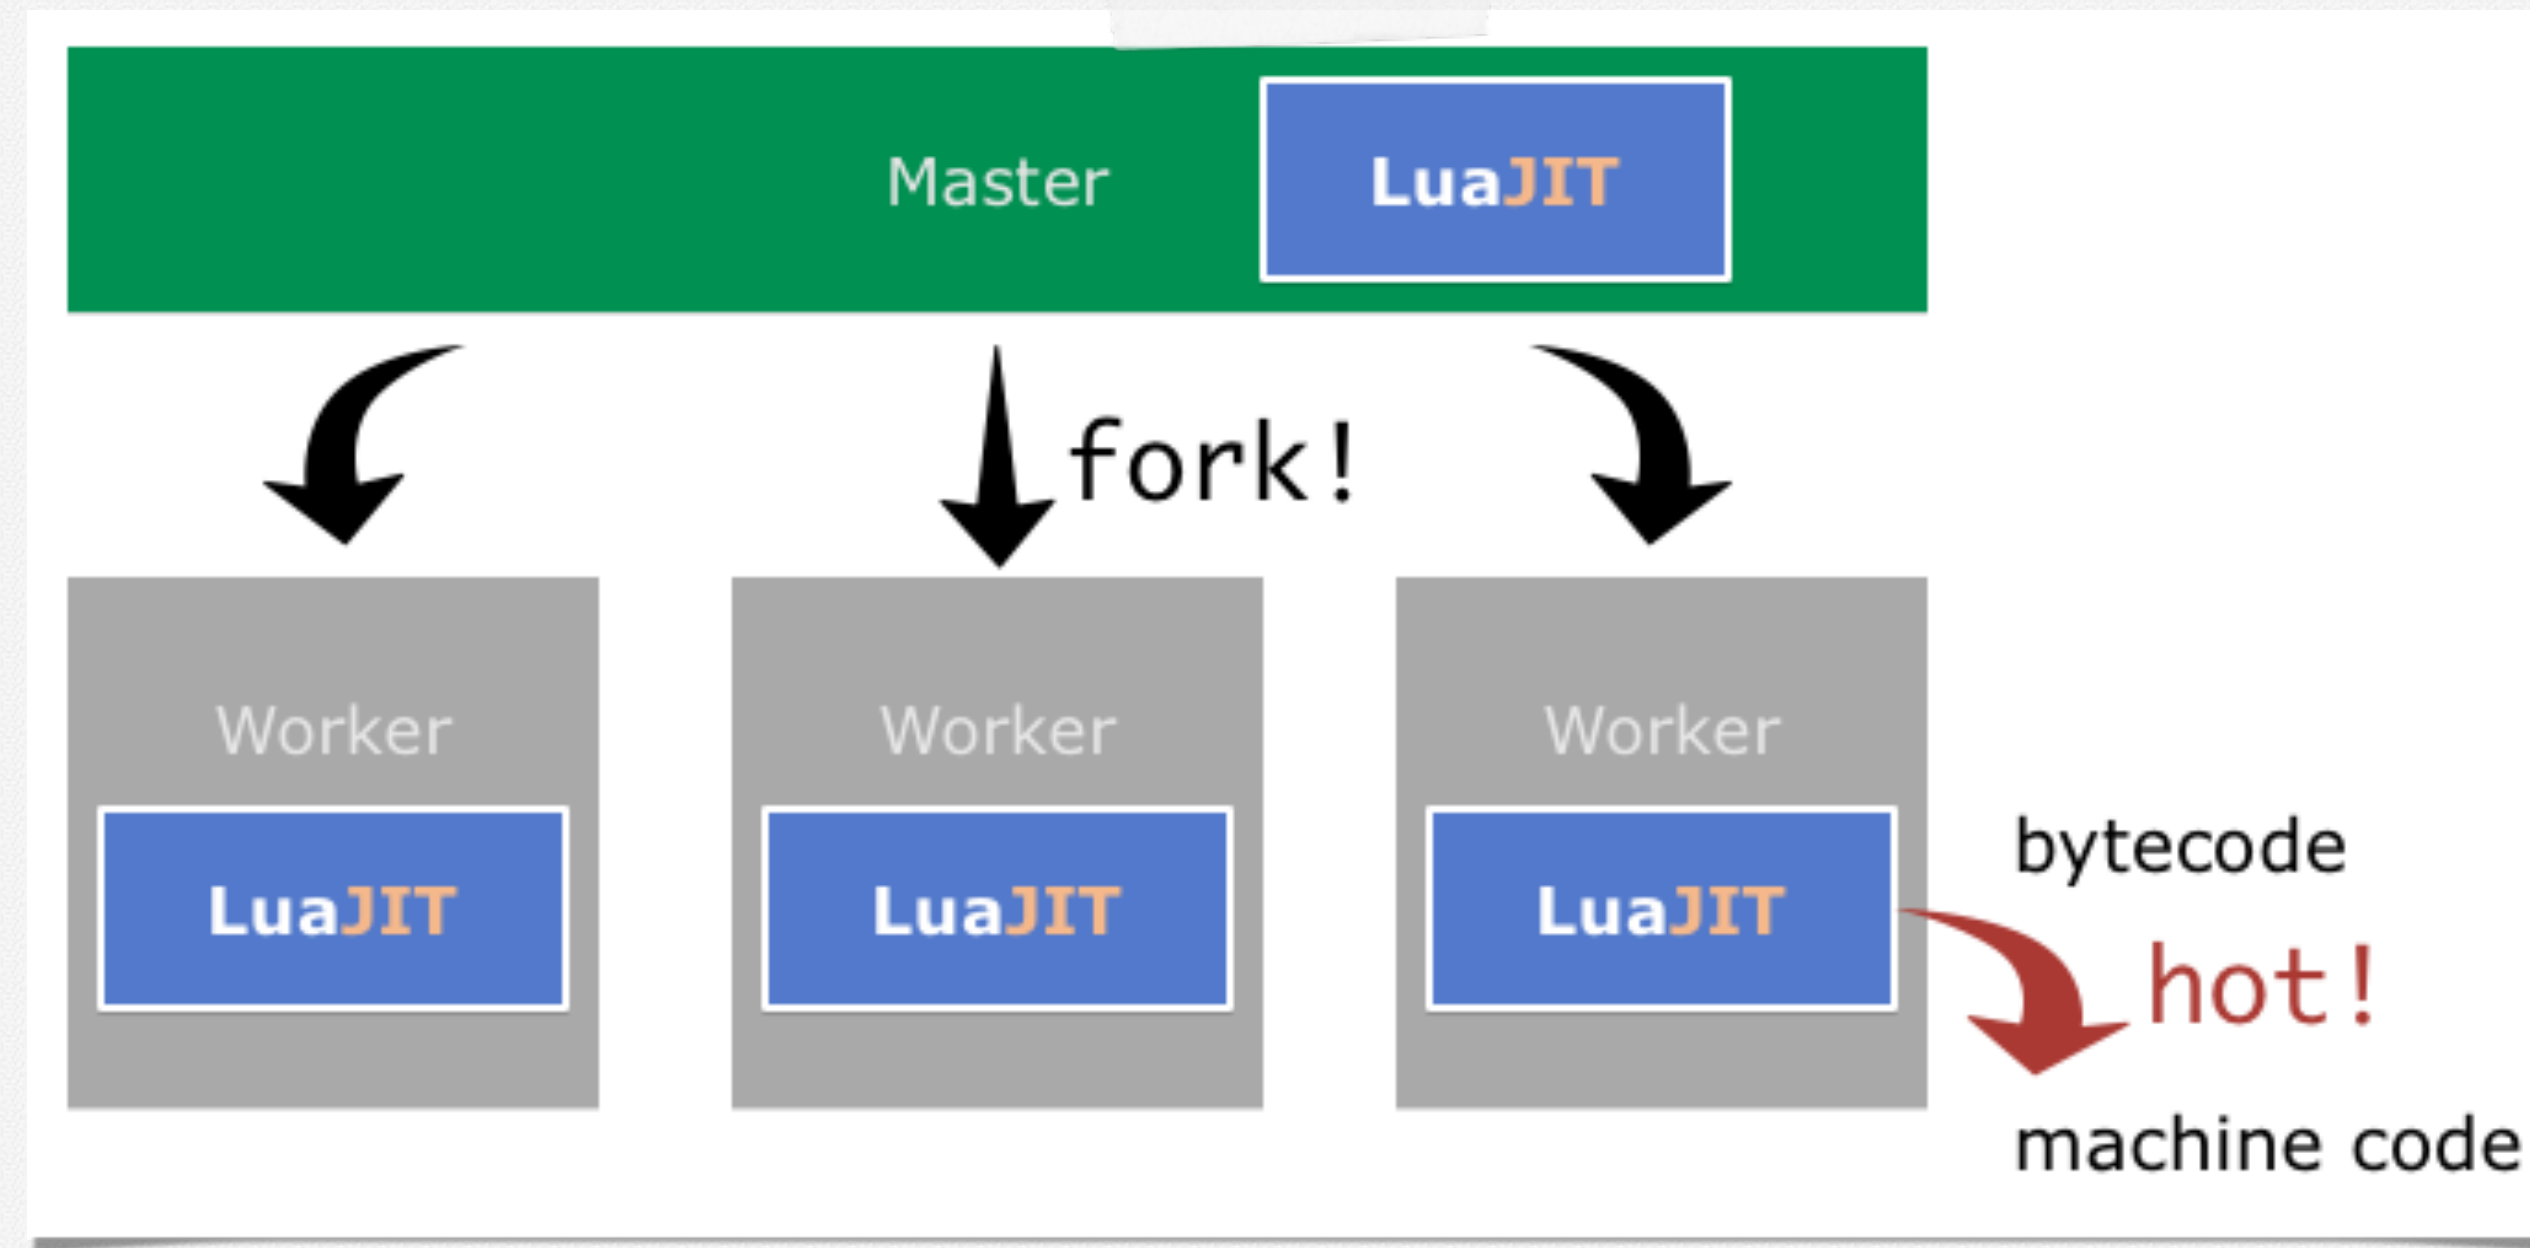 Master
LuaJIT
fork!
Worker
Worker
Worker
LuaJIT
LuaJIT
LuaJIT
bytecode
hot!
machine code